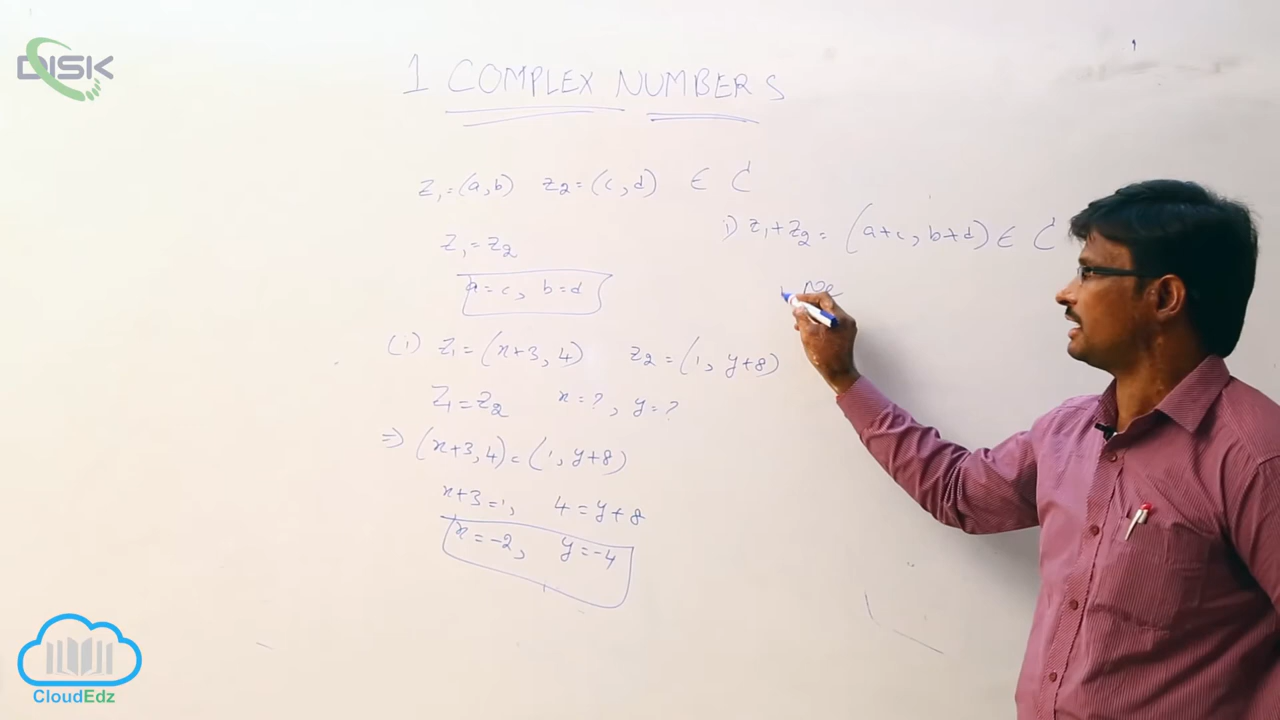 DISK
1 COMPLEX NUMBERS
z₁ = (a, b) z₂ = (c, d) ∈ ℂ
z₁ = z₂
a = c, b = d
(1) z₁ = (x+3, 4) z₂ = (1, y+8)
z₁ = z₂ x = ?, y = ?
⇒ (x+3, 4) = (1, y+8)
x+3 = 1, 4 = y+8
x = -2, y = -4
i) z₁ + z₂ = (a+c, b+d) ∈ ℂ
CloudEdz